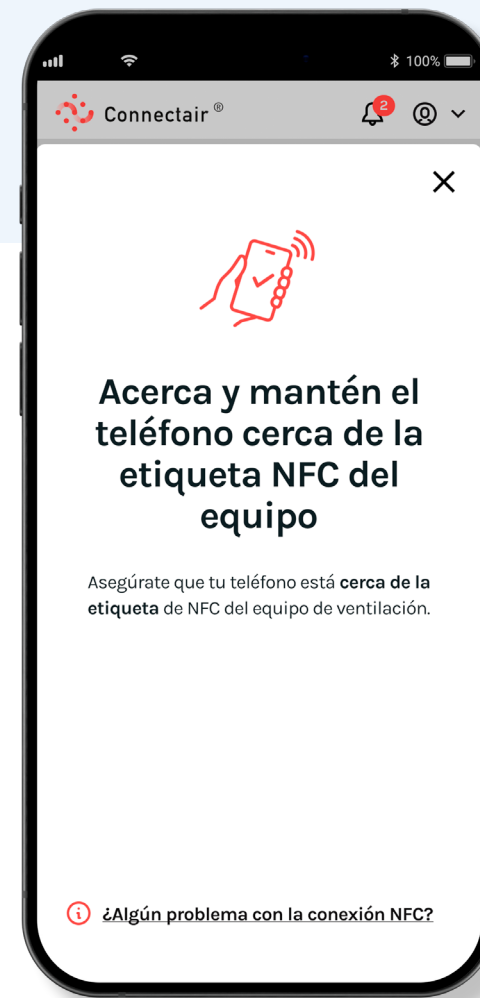 100%
Connectair ®
2
Acerca y mantén el
teléfono cerca de la
etiqueta NFC del
equipo
Asegúrate que tu teléfono está cerca de la
etiqueta de NFC del equipo de ventilación.
¿Algún problema con la conexión NFC?